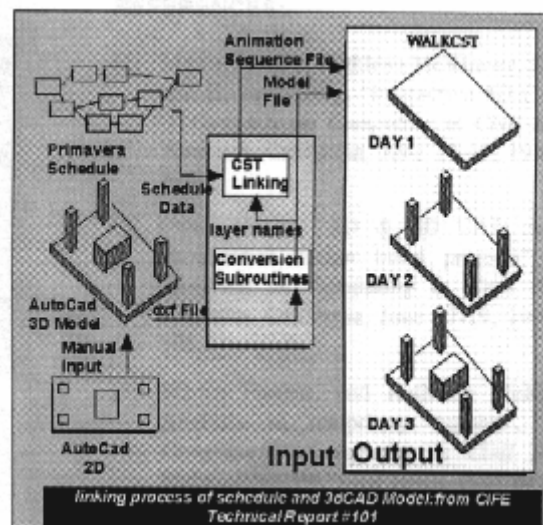 Animation
Sequence File
Model
File
WALKCST
DAY 1
Primavera
Schedule
Schedule
Data
CST
Linking
layer names
Conversion
Subroutines
DAY 2
AutoCad
3D Model
.dxf File
Manual
Input
AutoCad
2D
DAY 3
Input Output
linking process of schedule and 3dCAD Model:from CIFE
Technical Report #101